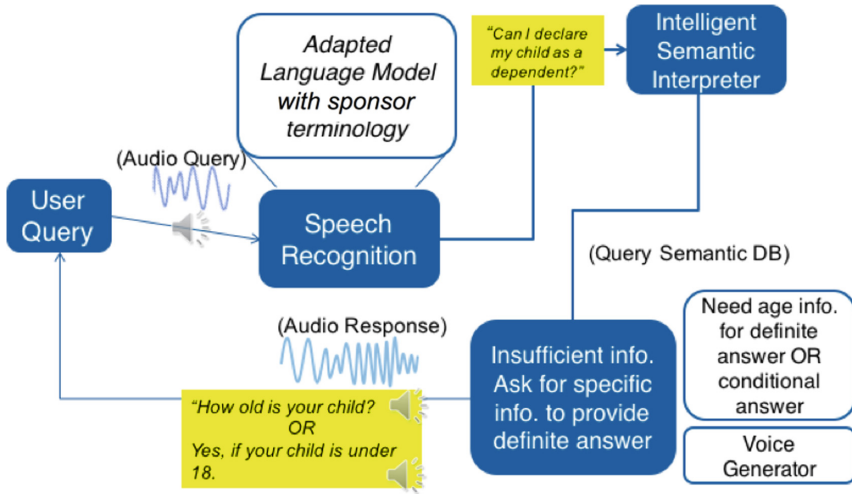 Adapted
Language Model
with sponsor
terminology
"Can I declare
my child as a
dependent?"
Intelligent
Semantic
Interpreter
(Audio Query)
User
Query
Speech
Recognition
(Query Semantic DB)
(Audio Response)
Insufficient info.
Ask for specific
info. to provide
definite answer
Need age info.
for definite
answer OR
conditional
answer
"How old is your child?
OR
Yes, if your child is under
18.
Voice
Generator